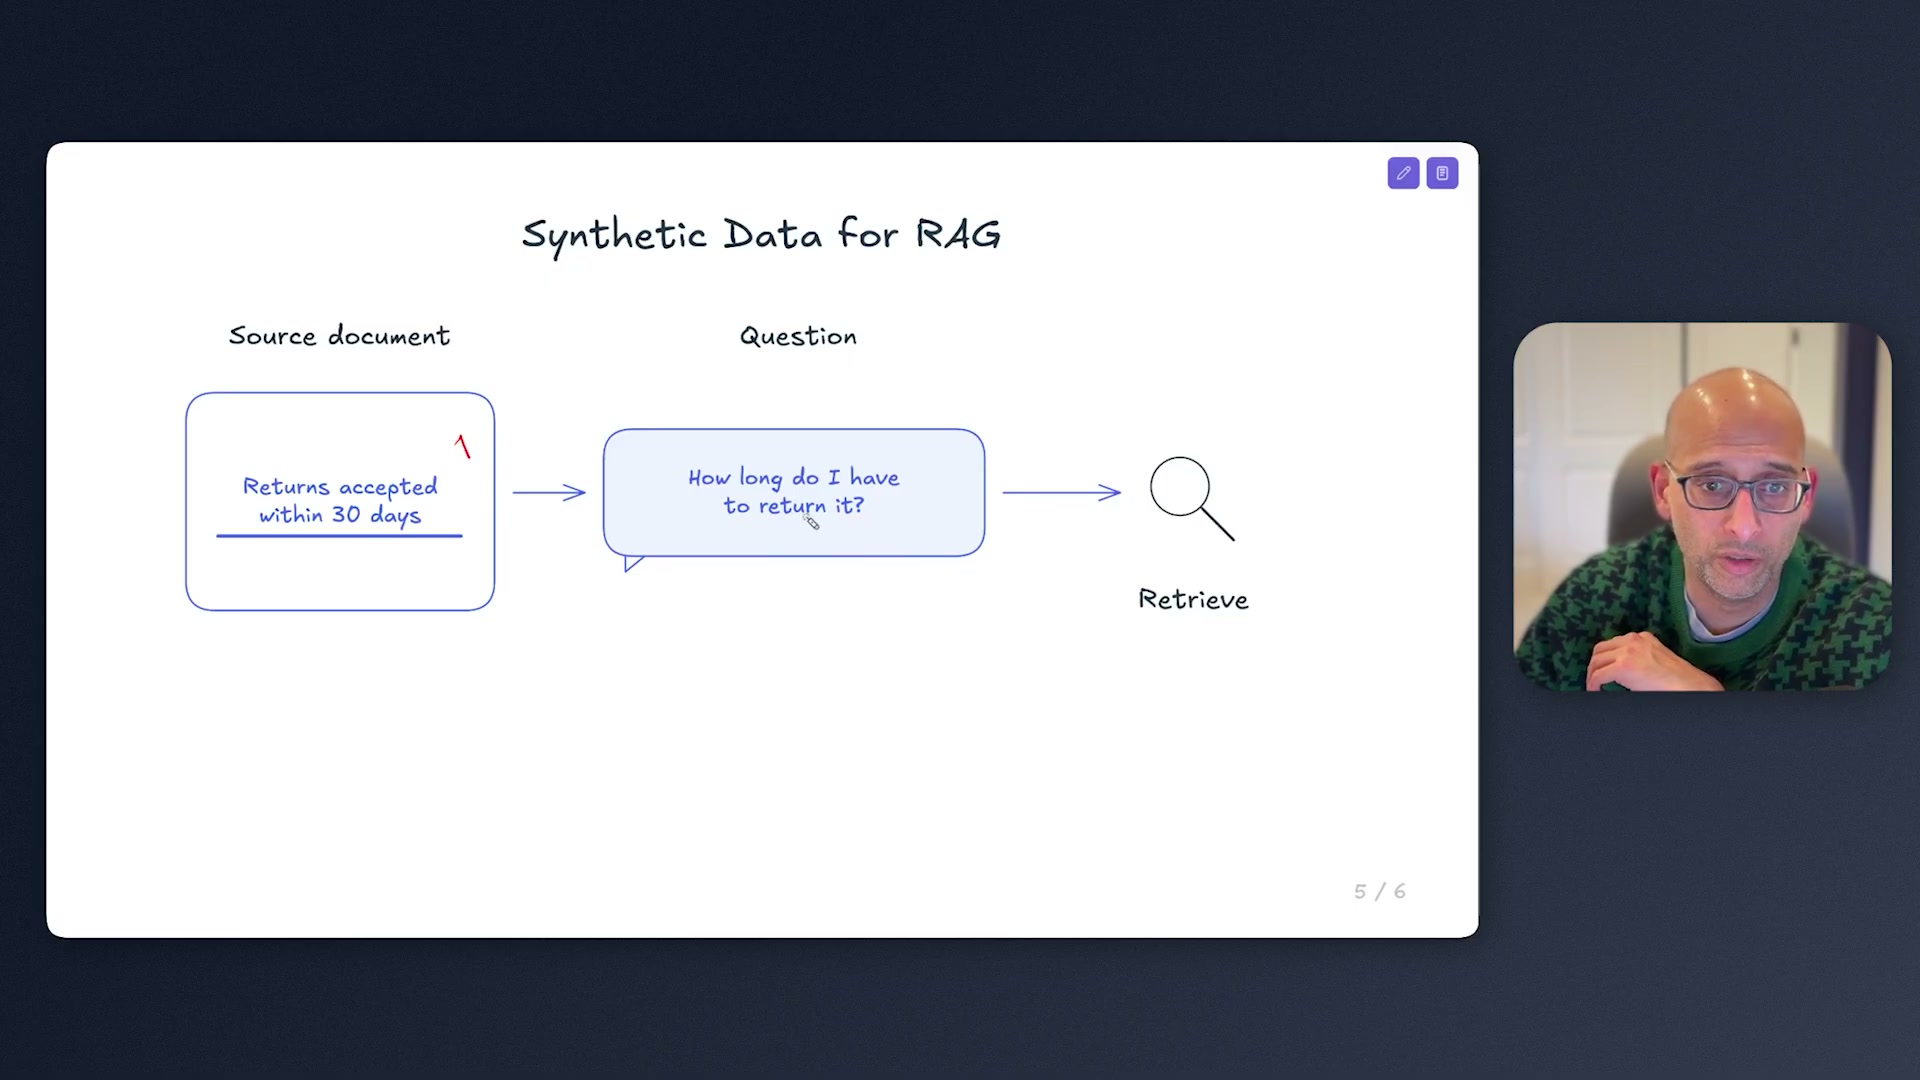 Synthetic Data for RAG
Source document
Question
Returns accepted
within 30 days
How long do I have
to return it?
Retrieve
5 / 6